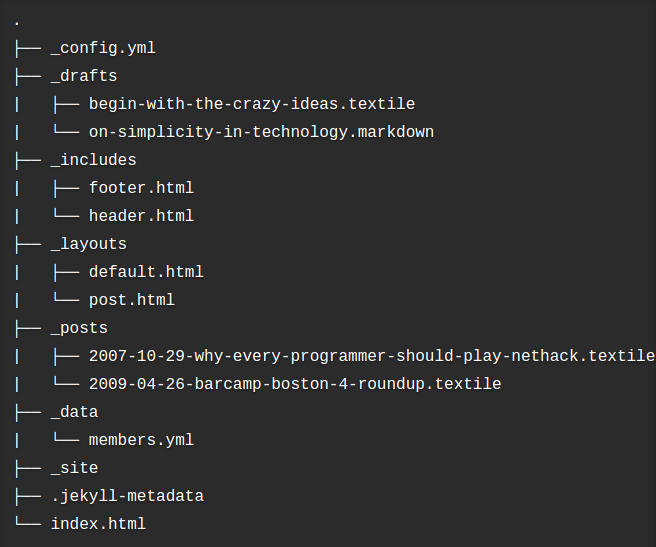 .
├── _config.yml
├── _drafts
|   ├── begin-with-the-crazy-ideas.textile
|   └── on-simplicity-in-technology.markdown
├── _includes
|   ├── footer.html
|   └── header.html
├── _layouts
|   ├── default.html
|   └── post.html
├── _posts
|   ├── 2007-10-29-why-every-programmer-should-play-nethack.textile
|   └── 2009-04-26-barcamp-boston-4-roundup.textile
├── _data
|   └── members.yml
├── _site
├── .jekyll-metadata
└── index.html